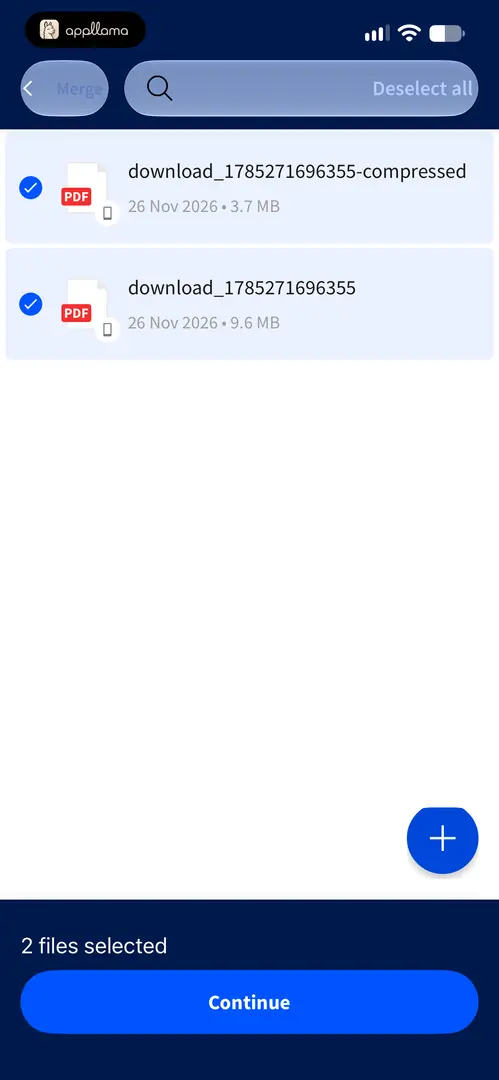 appllama
Merge
Deselect all
download_1785271696355-compressed
PDF
26 Nov 2026 • 3.7 MB
download_1785271696355
PDF
26 Nov 2026 • 9.6 MB
2 files selected
Continue